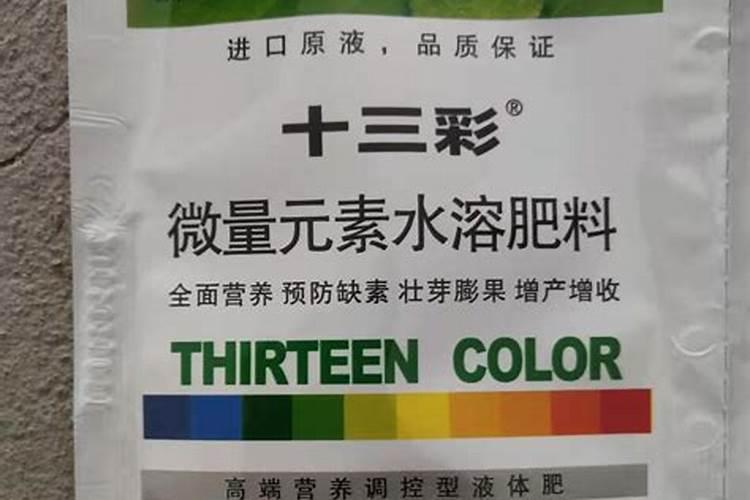 进口原液，品质保证
十三彩®
微量元素水溶肥料
全面营养 预防缺素 壮芽膨果 增产增收
THIRTEEN COLOR
高端营养调控型液体肥